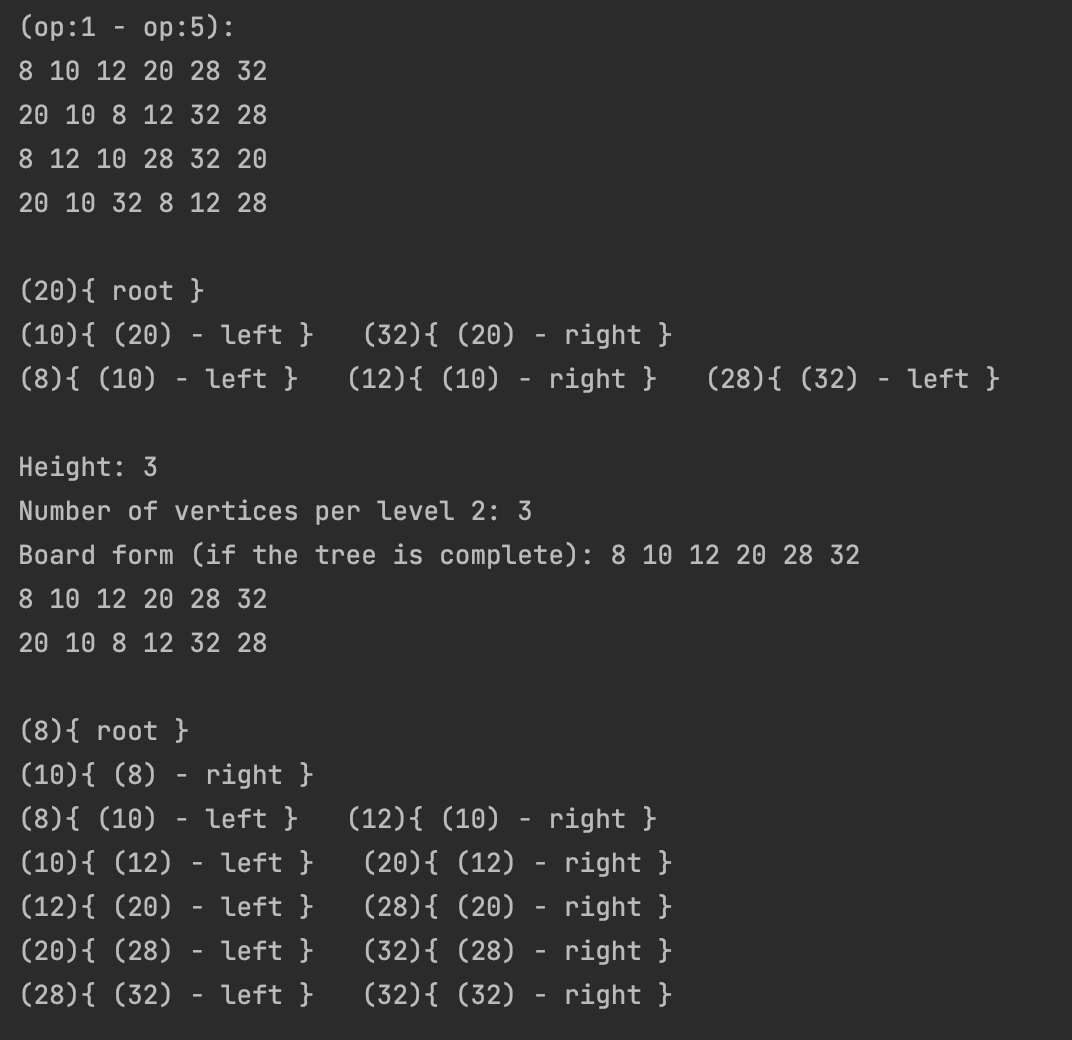 (op:1 - op:5):
8 10 12 20 28 32
20 10 8 12 32 28
8 12 10 28 32 20
20 10 32 8 12 28
(20){ root }
(10){ (20) - left }   (32){ (20) - right }
(8){ (10) - left }   (12){ (10) - right }   (28){ (32) - left }
Height: 3
Number of vertices per level 2: 3
Board form (if the tree is complete): 8 10 12 20 28 32
8 10 12 20 28 32
20 10 8 12 32 28
(8){ root }
(10){ (8) - right }
(8){ (10) - left }   (12){ (10) - right }
(10){ (12) - left }   (20){ (12) - right }
(12){ (20) - left }   (28){ (20) - right }
(20){ (28) - left }   (32){ (28) - right }
(28){ (32) - left }   (32){ (32) - right }